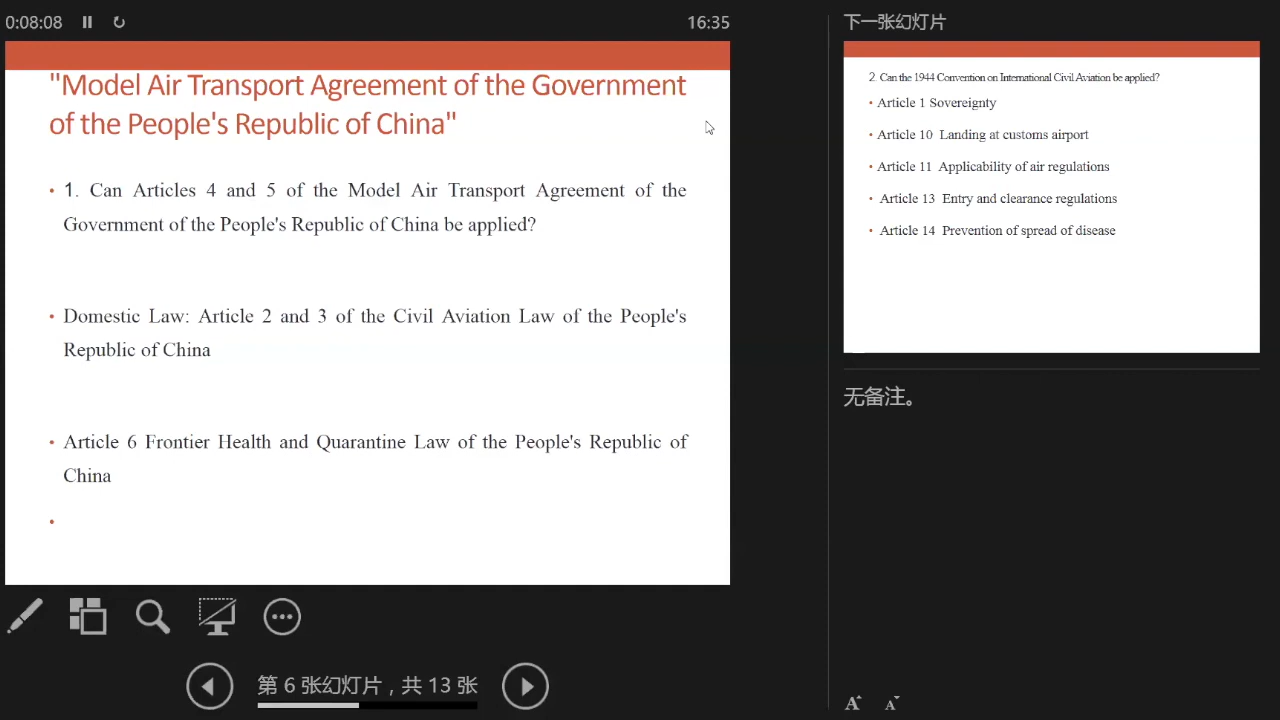 0:08:08
16:35
"Model Air Transport Agreement of the Government
of the People's Republic of China"
• 1. Can Articles 4 and 5 of the Model Air Transport Agreement of the
Government of the People's Republic of China be applied?
• Domestic Law: Article 2 and 3 of the Civil Aviation Law of the People's
Republic of China
• Article 6 Frontier Health and Quarantine Law of the People's Republic of
China
•
第 6 张幻灯片，共 13 张
下一张幻灯片
2. Can the 1944 Convention on International Civil Aviation be applied?
• Article 1 Sovereignty
• Article 10 Landing at customs airport
• Article 11 Applicability of air regulations
• Article 13 Entry and clearance regulations
• Article 14 Prevention of spread of disease
无备注。
A A